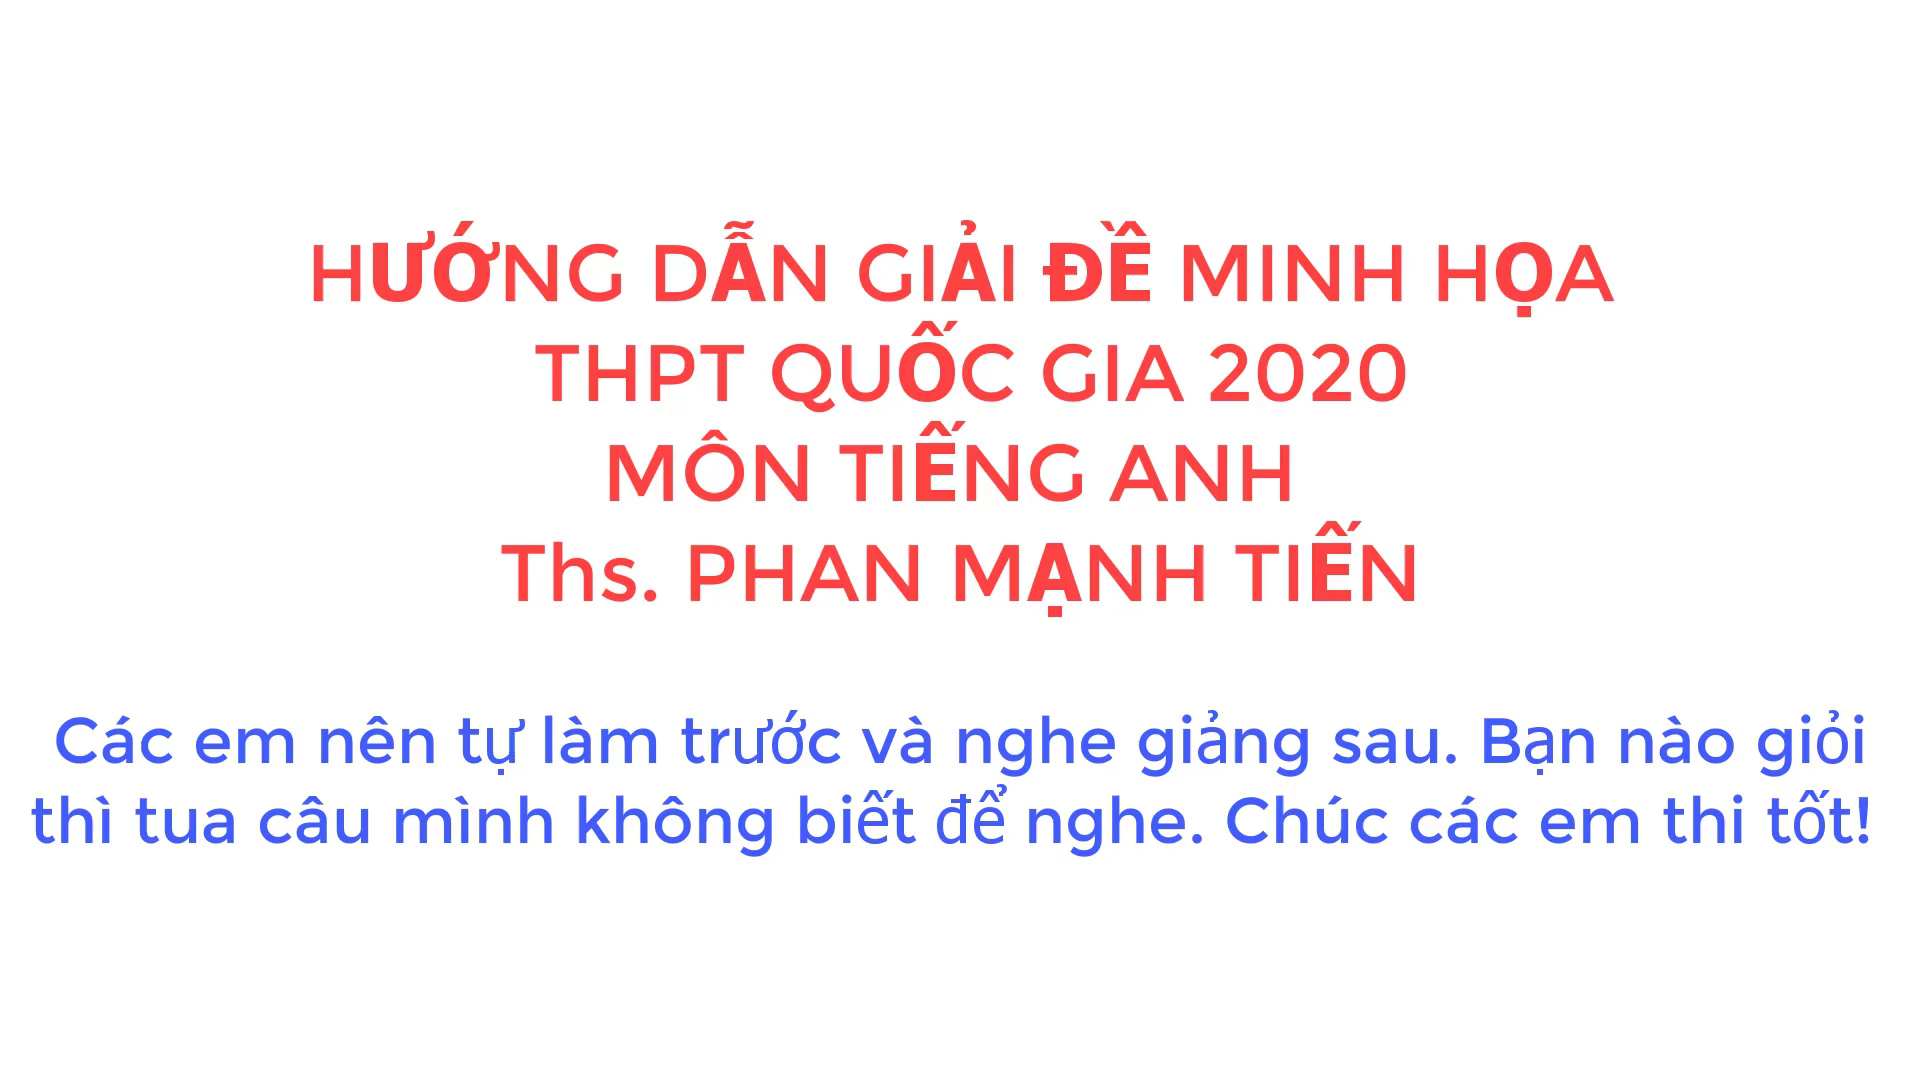 HƯỚNG DẪN GIẢI ĐỀ MINH HỌA
THPT QUỐC GIA 2020
MÔN TIẾNG ANH
Ths. PHAN MẠNH TIẾN
Các em nên tự làm trước và nghe giảng sau. Bạn nào giỏi
thì tua câu mình không biết để nghe. Chúc các em thi tốt!